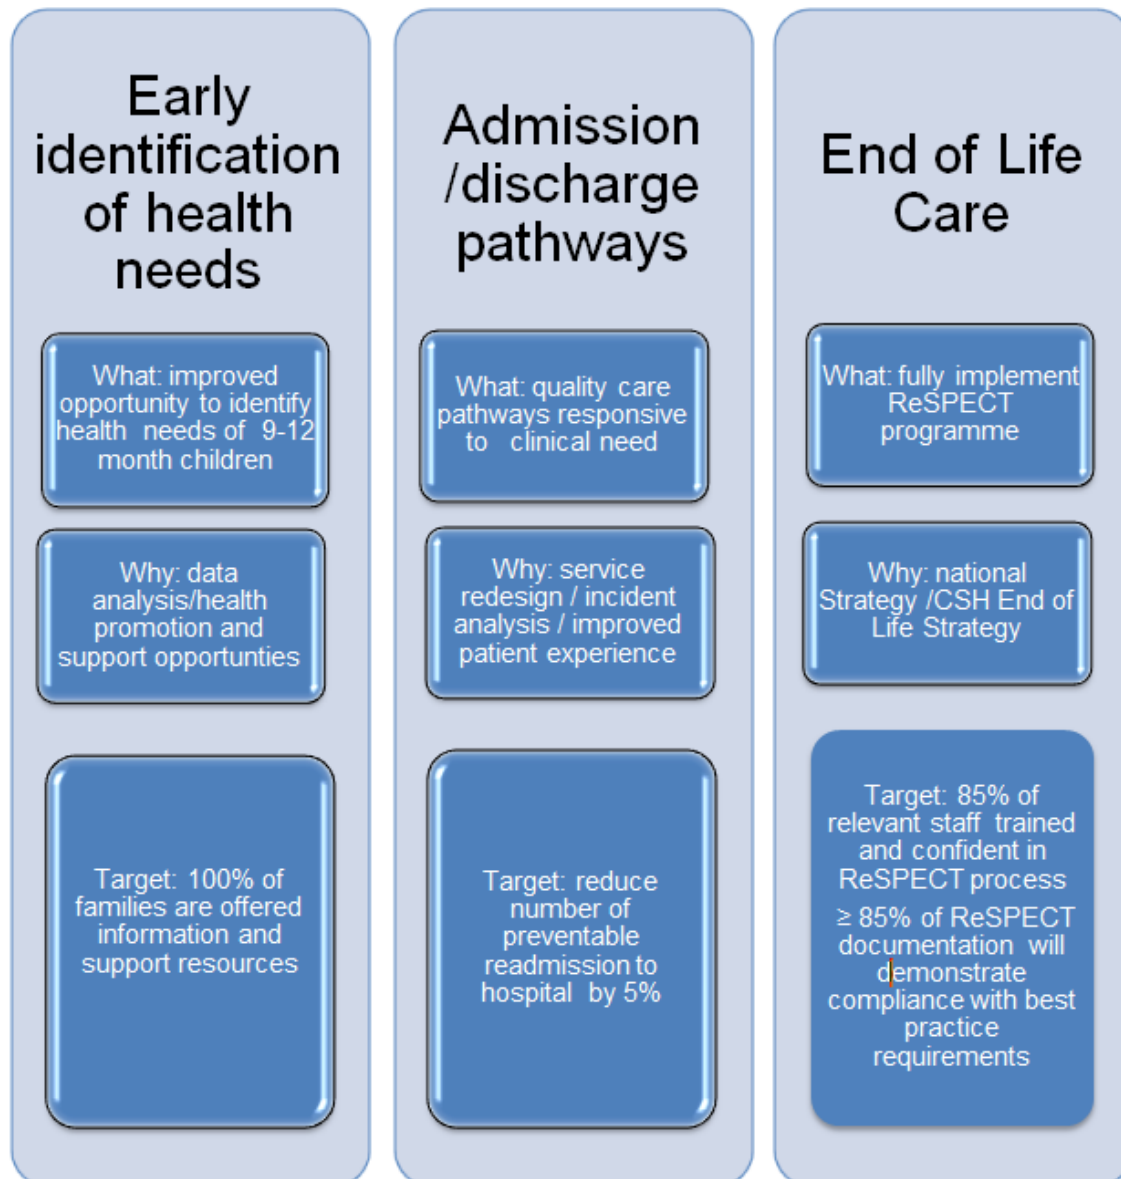 Early
identification
of health
needs
What: improved
opportunity to identify
health needs of 9-12
month children
Why: data
analysis/health
promotion and
support opportunties
Target: 100% of
families are offered
information and
support resources
Admission
/discharge
pathways
What: quality care
pathways responsive
to clinical need
Why: service
redesign / incident
analysis / improved
patient experience
Target: reduce
number of
preventable
readmission to
hospital by 5%
End of Life
Care
What: fully implement
ReSPECT
programme
Why: national
Strategy /CSH End of
Life Strategy
Target: 85% of
relevant staff trained
and confident in
ReSPECT process
≥ 85% of ReSPECT
documentation will
demonstrate
compliance with best
practice
requirements